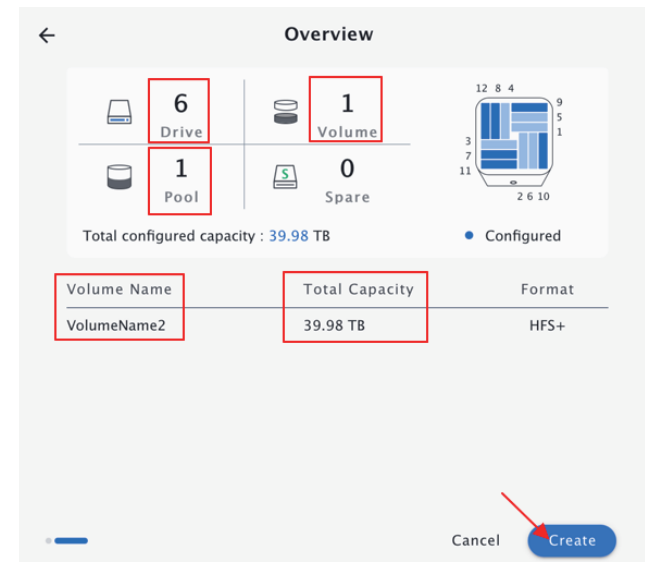 Overview
6
Drive
1
Volume
1
Pool
S
0
Spare
12 8 4
9
5
1
3
7
11
2 6 10
Total configured capacity : 39.98 TB
Configured
Volume Name Total Capacity Format
VolumeName2 39.98 TB HFS+
Cancel Create